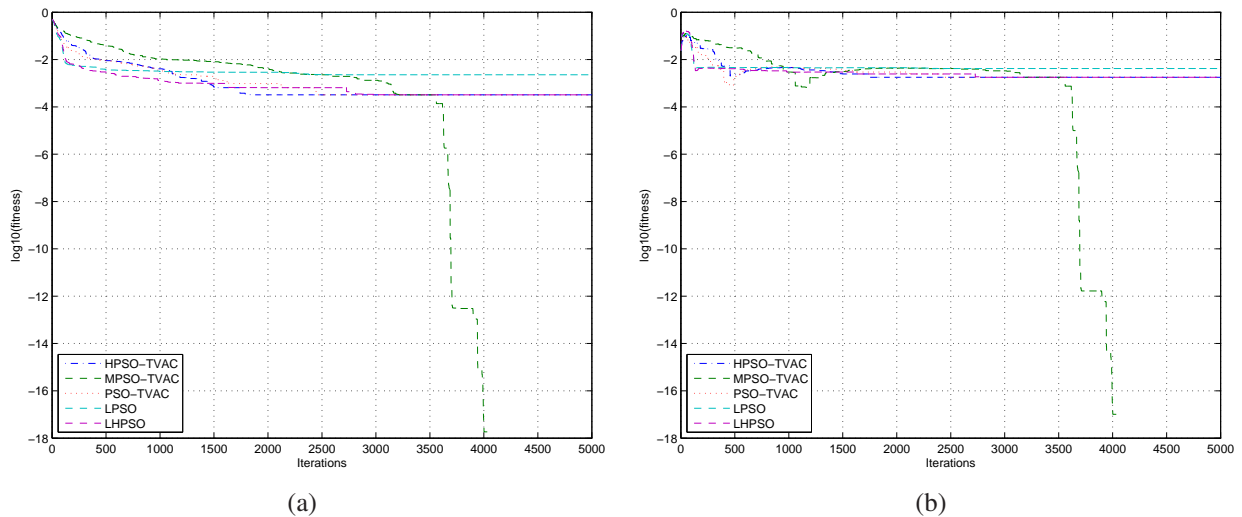 0
−2
−4
−6
−8
−10
−12
−14
−16
−18
log10(fitness)
HPSO−TVAC
MPSO−TVAC
PSO−TVAC
LPSO
LHPSO
0 500 1000 1500 2000 2500 3000 3500 4000 4500 5000
Iterations
(a)
0
−2
−4
−6
−8
−10
−12
−14
−16
−18
log10(fitness)
HPSO−TVAC
MPSO−TVAC
PSO−TVAC
LPSO
LHPSO
0 500 1000 1500 2000 2500 3000 3500 4000 4500 5000
Iterations
(b)